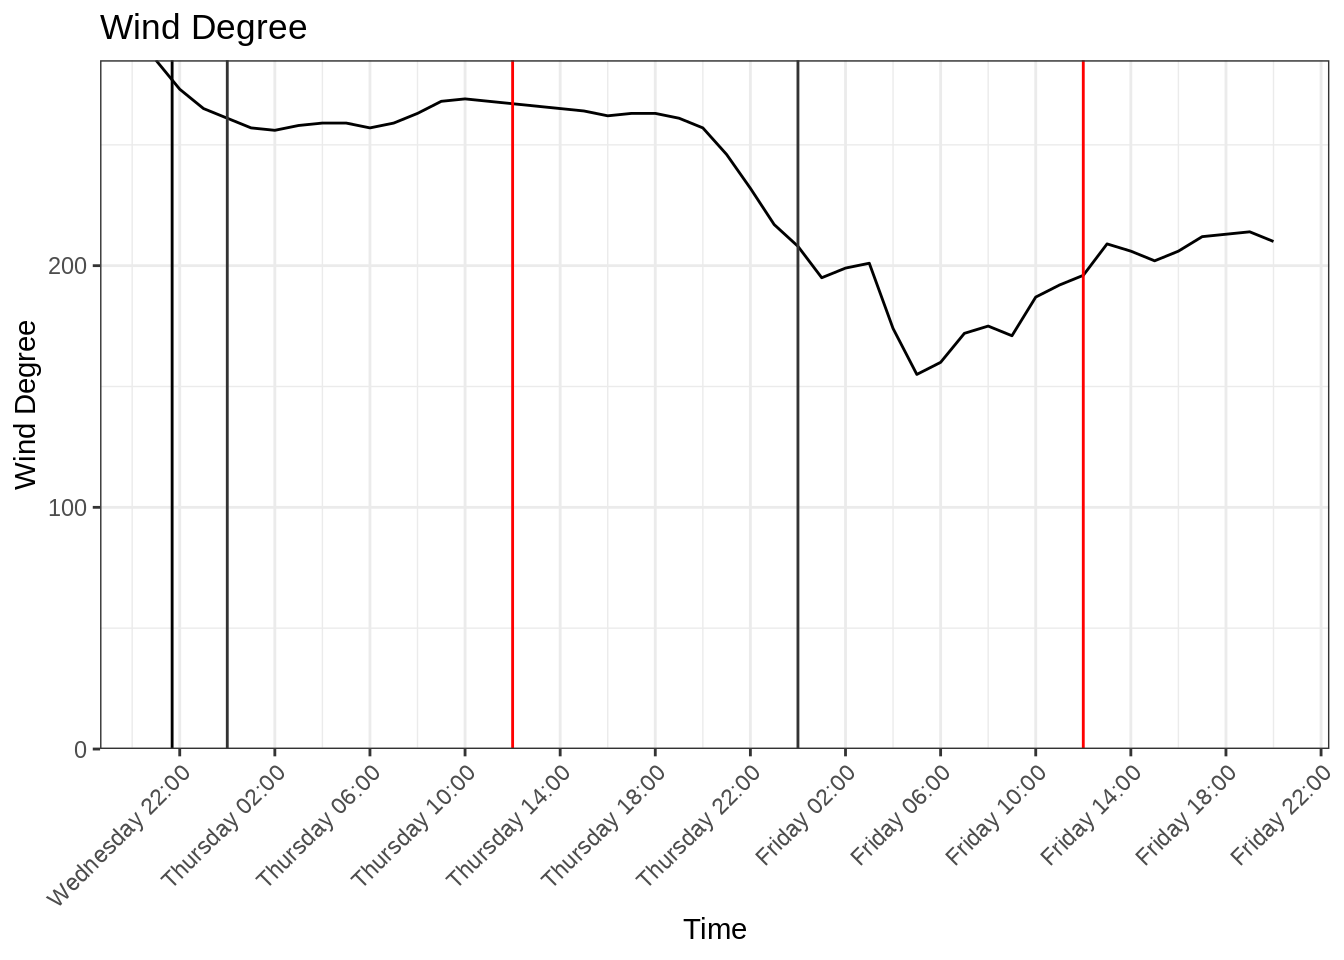 Wind Degree
Wind Degree
200
100
0
Wednesday 22:00
Thursday 02:00
Thursday 06:00
Thursday 10:00
Thursday 14:00
Thursday 18:00
Thursday 22:00
Friday 02:00
Friday 06:00
Friday 10:00
Friday 14:00
Friday 18:00
Friday 22:00
Time